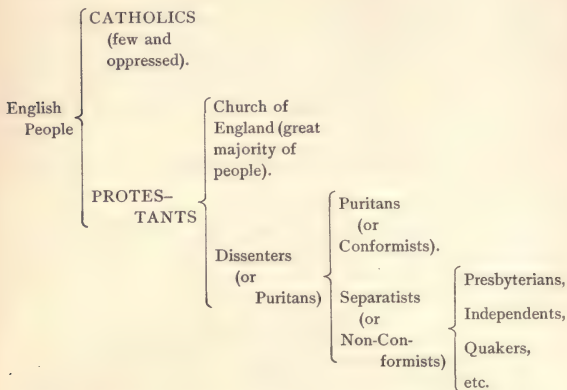 English
People
CATHOLICS
(few and
oppressed).
PROTES–
TANTS
Church of
England (great
majority of
people).
Dissenters
(or
Puritans)
Puritans
(or
Conformists).
Separatists
(or
Non-Con-
formists)
Presbyterians,
Independents,
Quakers,
etc.